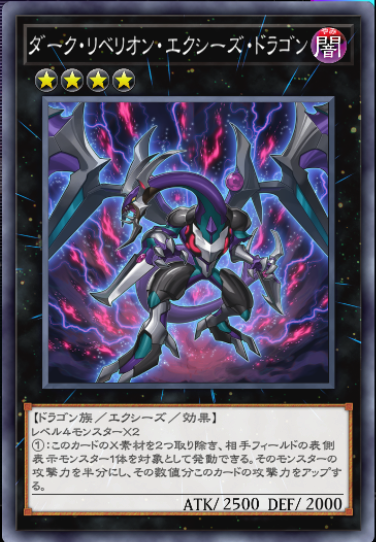 ダーク・リベリオン・エクシーズ・ドラゴン
やみ
闇
【ドラゴン族／エクシーズ／効果】
レベル4モンスター×2
①：このカードのX素材を2つ取り除き、相手フィールドの表側
表示モンスター1体を対象として発動できる。そのモンスターの
攻撃力を半分にし、その数値分このカードの攻撃力をアップす
る。
ATK/ 2500 DEF/ 2000